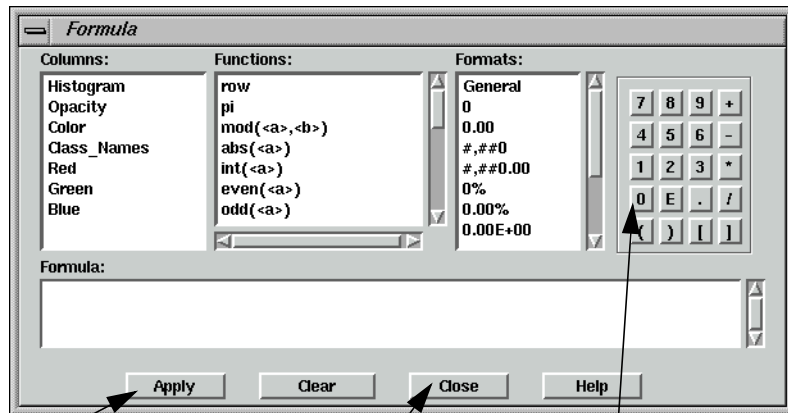 Formula
Columns:
Histogram
Opacity
Color
Class_Names
Red
Green
Blue
Functions:
row
pi
mod(<a>,<b>)
abs(<a>)
int(<a>)
even(<a>)
odd(<a>)
Formats:
General
0
0.00
#,##0
#,##0.00
0%
0.00%
0.00E+00
7 8 9 +
4 5 6 -
1 2 3 *
0 E . /
( ) [ ]
Formula:
Apply Clear Close Help